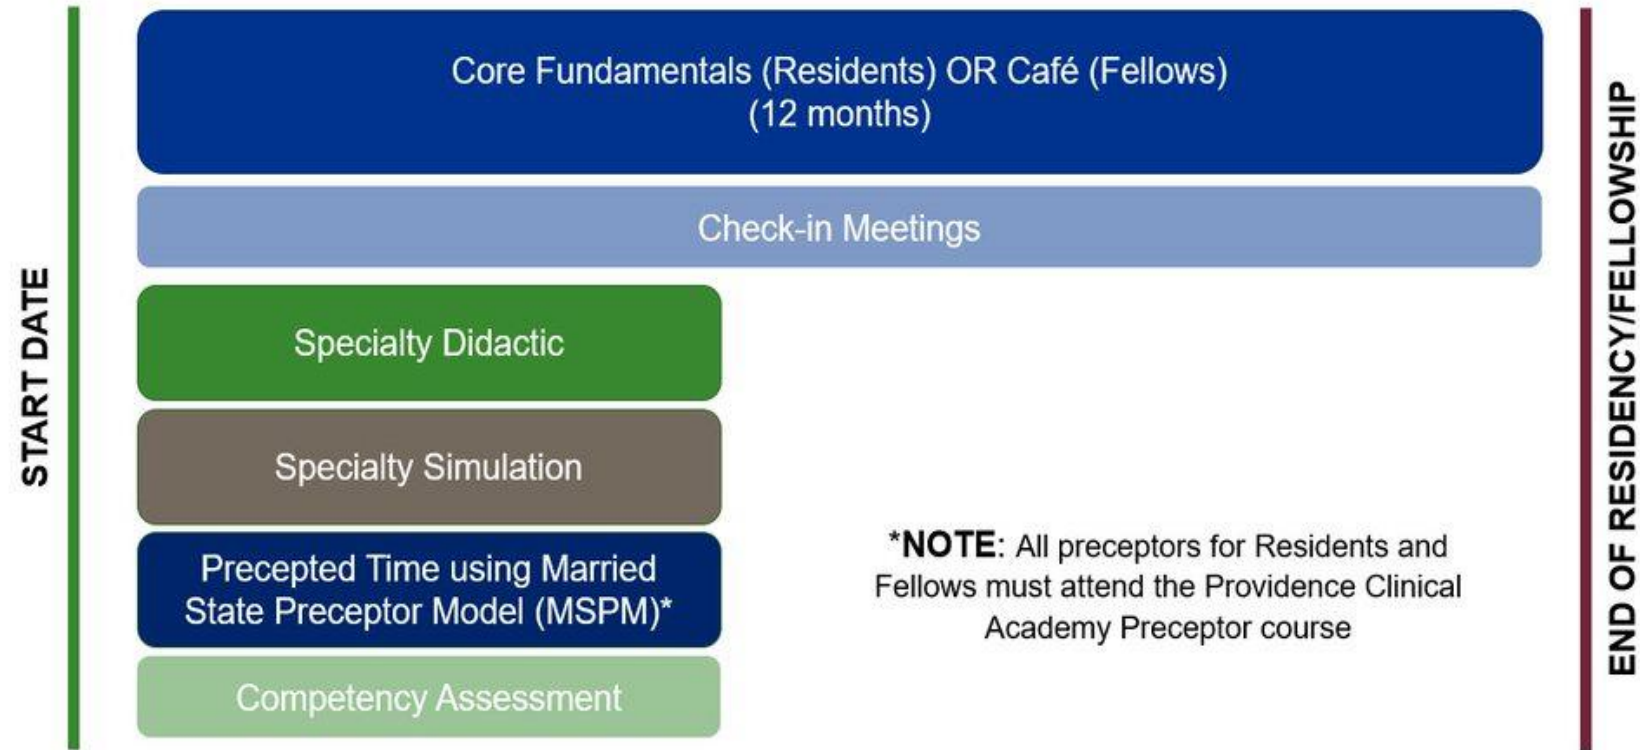 START DATE
Core Fundamentals (Residents) OR Café (Fellows)
(12 months)
Check-in Meetings
Specialty Didactic
Specialty Simulation
Precepted Time using Married
State Preceptor Model (MSPM)*
Competency Assessment
*NOTE: All preceptors for Residents and
Fellows must attend the Providence Clinical
Academy Preceptor course
END OF RESIDENCY/FELLOWSHIP